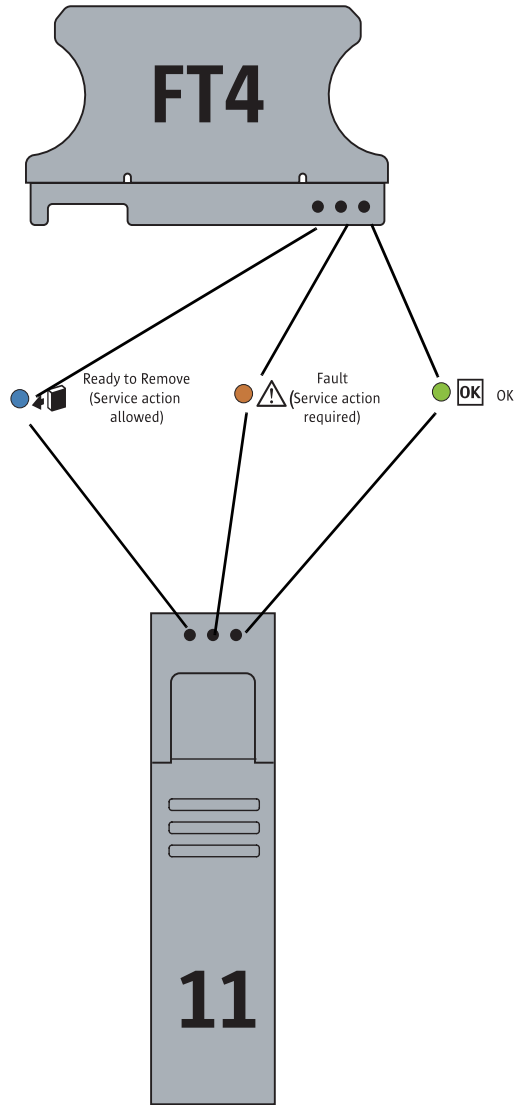 FT4
Ready to Remove
(Service action
allowed)
Fault
(Service action
required)
OK OK
11